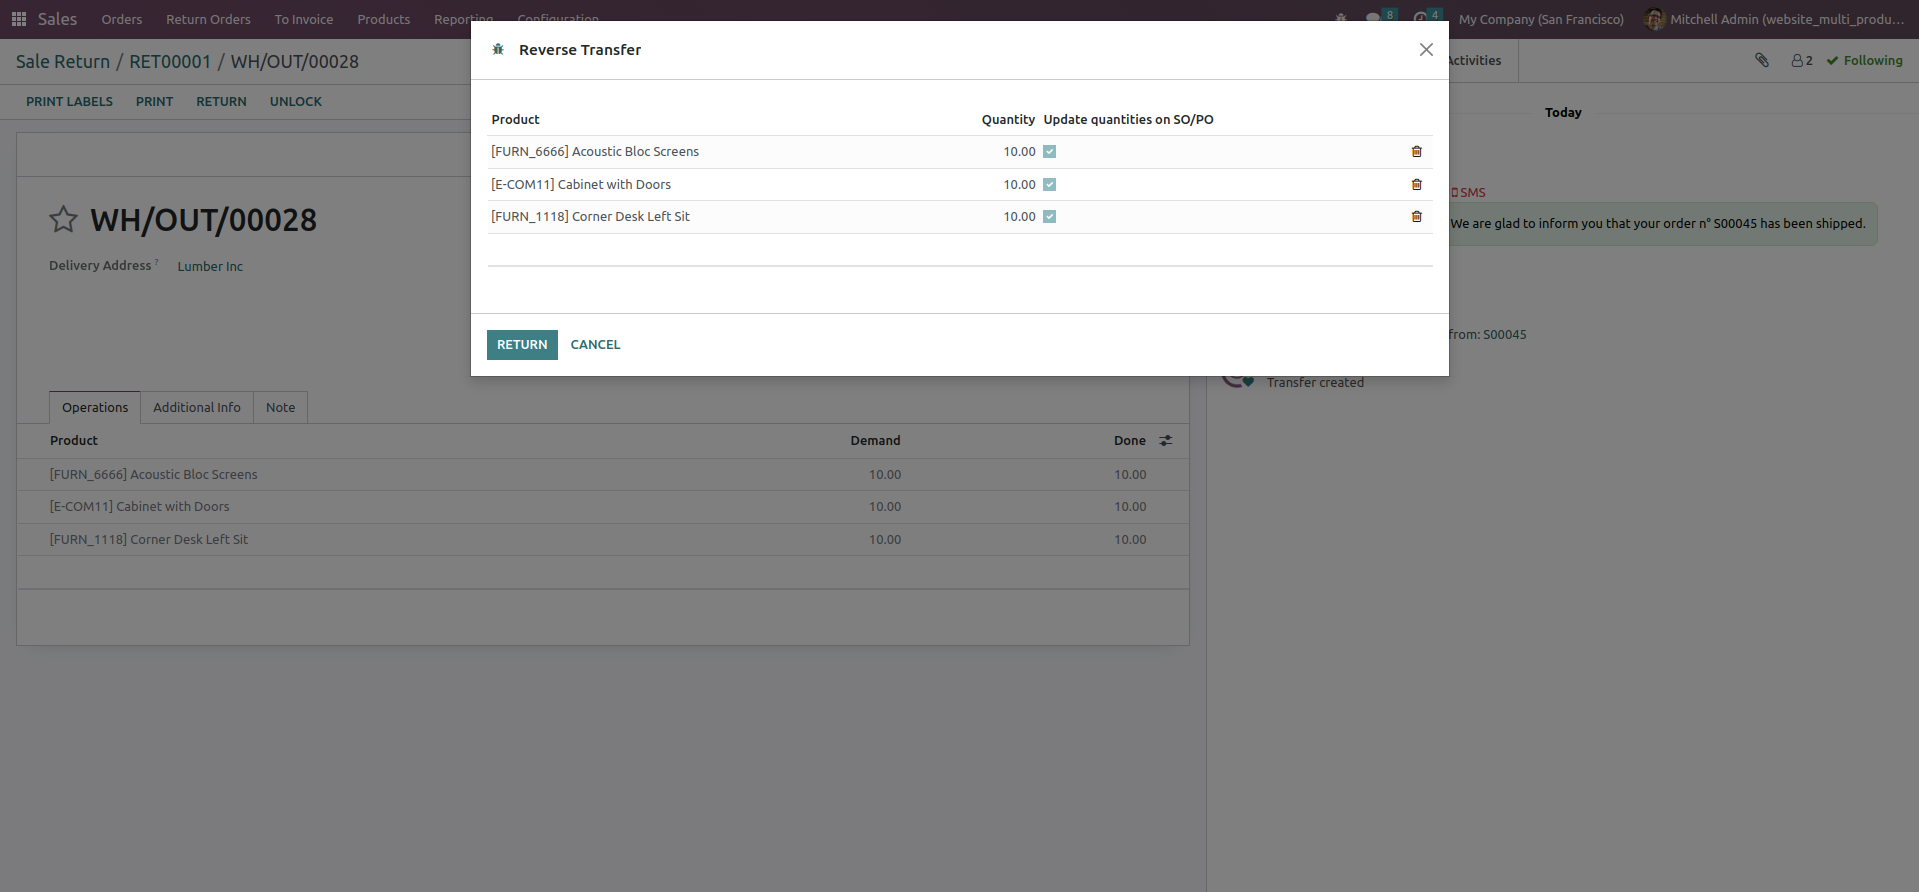 Sales Orders Return Orders To Invoice Products Reporting Configuration 8 4 My Company (San Francisco) Mitchell Admin (website_multi_produ...
Sale Return / RET00001 / WH/OUT/00028
Activities 2 Following
PRINT LABELS PRINT RETURN UNLOCK
Reverse Transfer
Product Quantity Update quantities on SO/PO
[FURN_6666] Acoustic Bloc Screens 10.00
[E-COM11] Cabinet with Doors 10.00
[FURN_1118] Corner Desk Left Sit 10.00
RETURN CANCEL
WH/OUT/00028
Delivery Address ? Lumber Inc
Today
SMS
We are glad to inform you that your order n° S00045 has been shipped.
from: S00045
Transfer created
Operations Additional Info Note
Product Demand Done
[FURN_6666] Acoustic Bloc Screens 10.00 10.00
[E-COM11] Cabinet with Doors 10.00 10.00
[FURN_1118] Corner Desk Left Sit 10.00 10.00